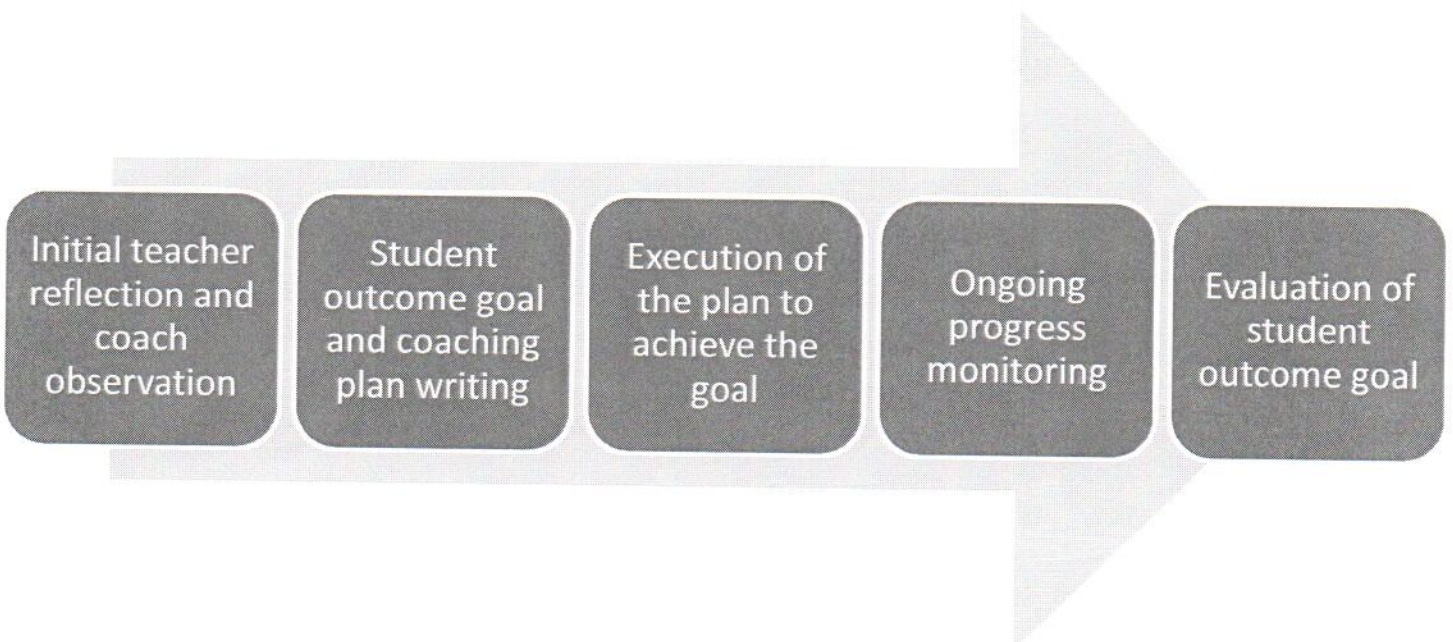 Initial teacher
reflection and
coach
observation
Student
outcome goal
and coaching
plan writing
Execution of
the plan to
achieve the
goal
Ongoing
progress
monitoring
Evaluation of
student
outcome goal